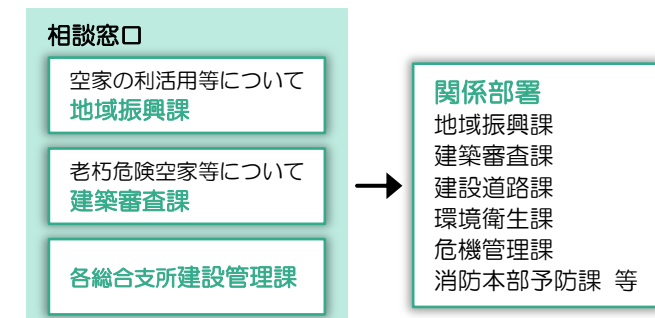 相談窓口
空家の利活用等について
地域振興課
老朽危険空家等について
建築審査課
各総合支所建設管理課
関係部署
地域振興課
建築審査課
建設道路課
環境衛生課
危機管理課
消防本部予防課 等